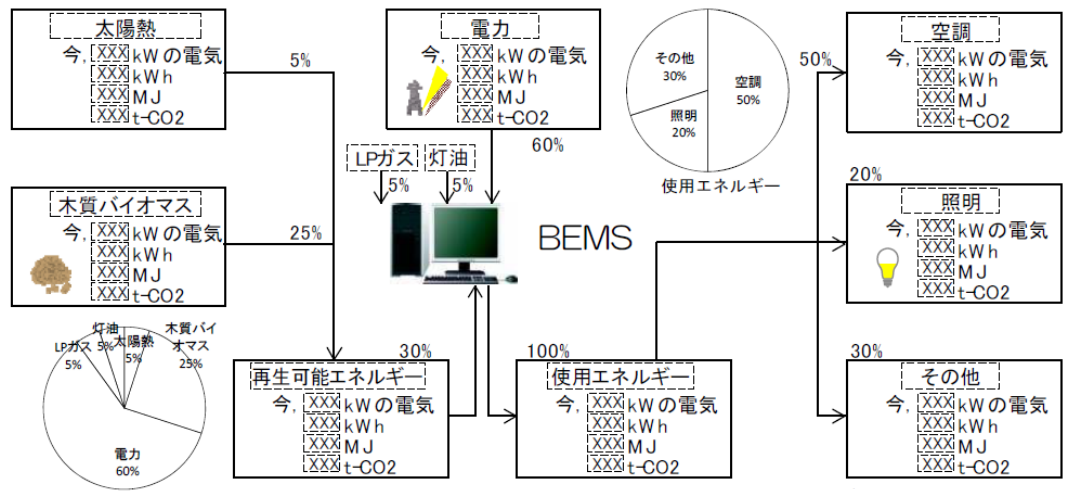 太陽熱
今, XXX kWの電気
XXX kWh
XXX MJ
XXX t-CO2
5%
電力
今, XXX kWの電気
XXX kWh
XXX MJ
XXX t-CO2
60%
その他
30%
空調
50%
照明
20%
使用エネルギー
50%
空調
今, XXX kWの電気
XXX kWh
XXX MJ
XXX t-CO2
LPガス
5%
灯油
5%
木質バイオマス
今, XXX kWの電気
XXX kWh
XXX MJ
XXX t-CO2
25%
BEMS
20%
照明
今, XXX kWの電気
XXX kWh
XXX MJ
XXX t-CO2
灯油
5%
太陽熱
5%
木質バイ
オマス
25%
LPガス
5%
電力
60%
30%
再生可能エネルギー
今, XXX kWの電気
XXX kWh
XXX MJ
XXX t-CO2
100%
使用エネルギー
今, XXX kWの電気
XXX kWh
XXX MJ
XXX t-CO2
30%
その他
今, XXX kWの電気
XXX kWh
XXX MJ
XXX t-CO2